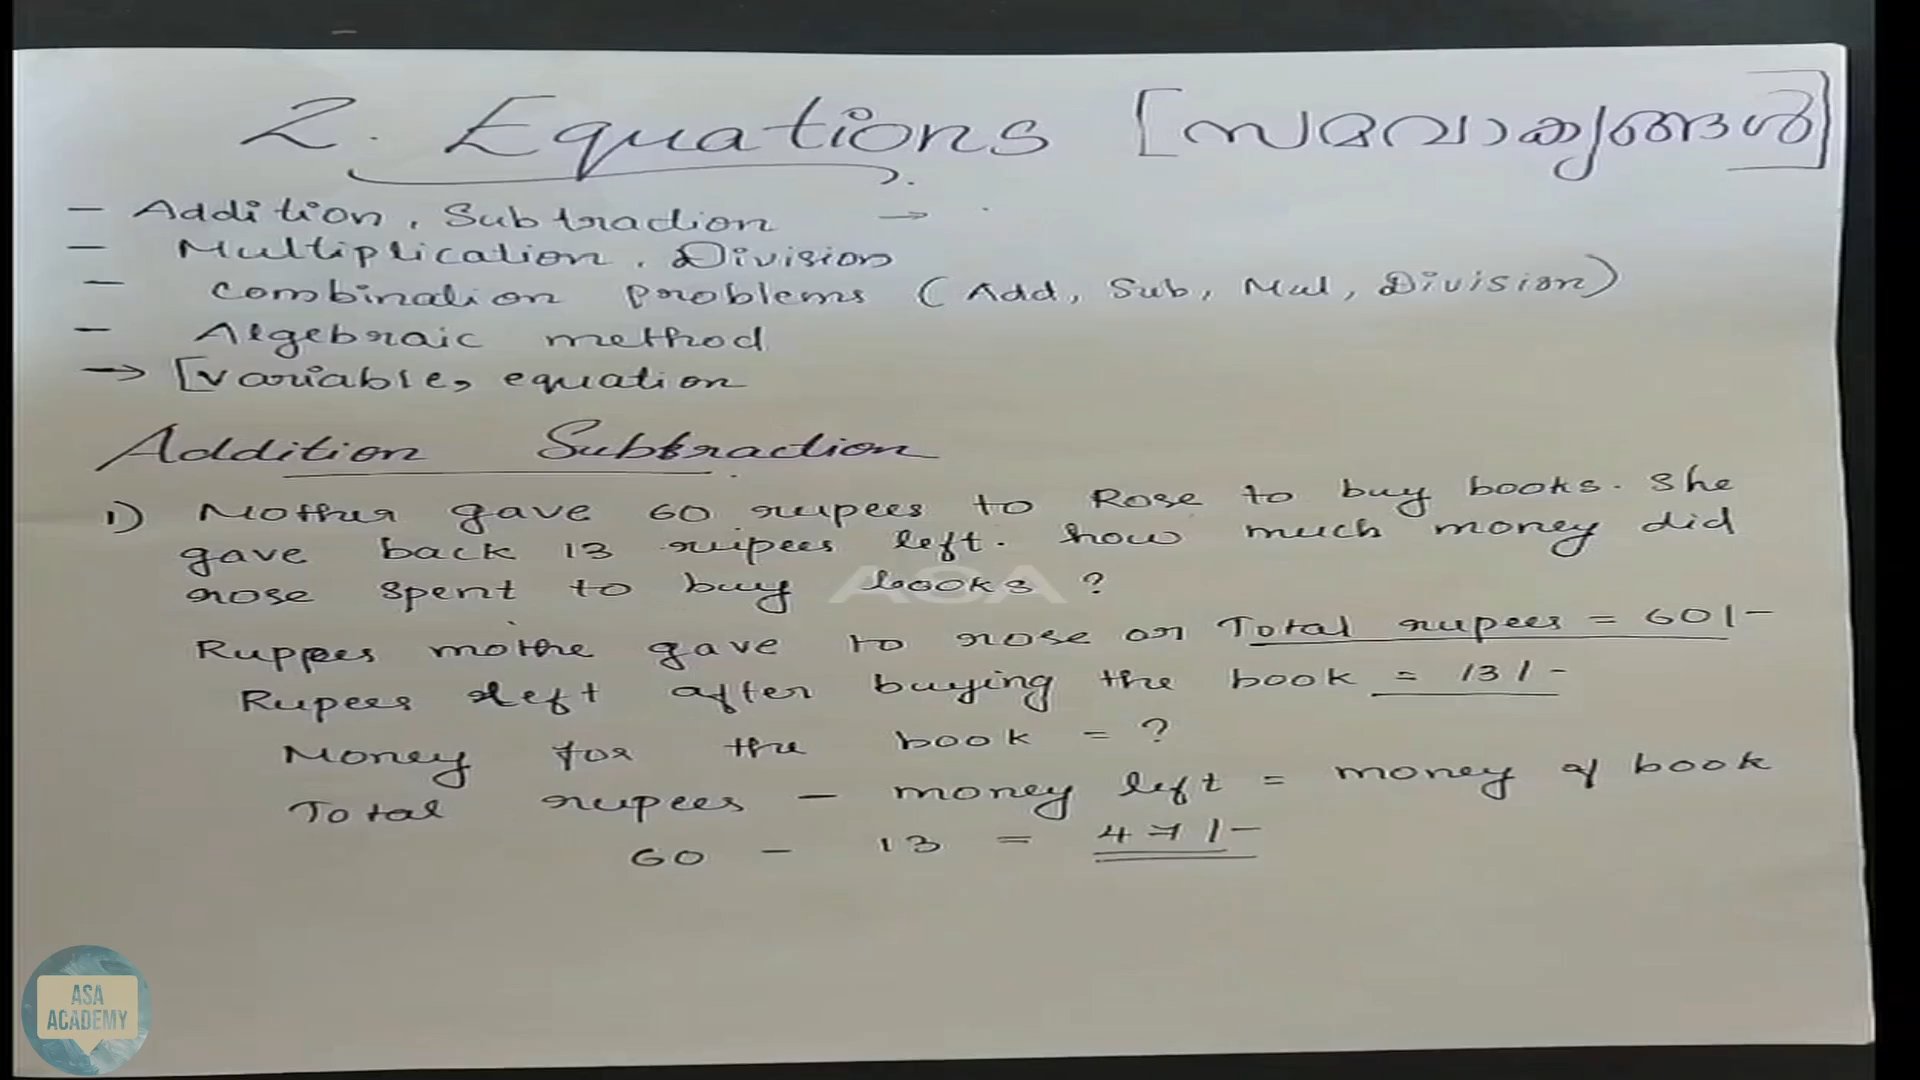 2. Equations [സമവാക്യങ്ങൾ]
- Addition, Subtraction →
- Multiplication, Division
- Combination problems (Add, Sub, Mul, Division)
- Algebraic method
→ [variable, equation
Addition Subtraction
1) Mother gave 60 rupees to Rose to buy books. She
gave back 13 rupees left. how much money did
rose spent to buy books ?
Ruppees mothre gave to rose or Total rupees = 60/-
Rupees left after buying the book = 13/-
Money for the book = ?
Total rupees - money left = money of book
60 - 13 = 47/-
ASA
ASA
ACADEMY